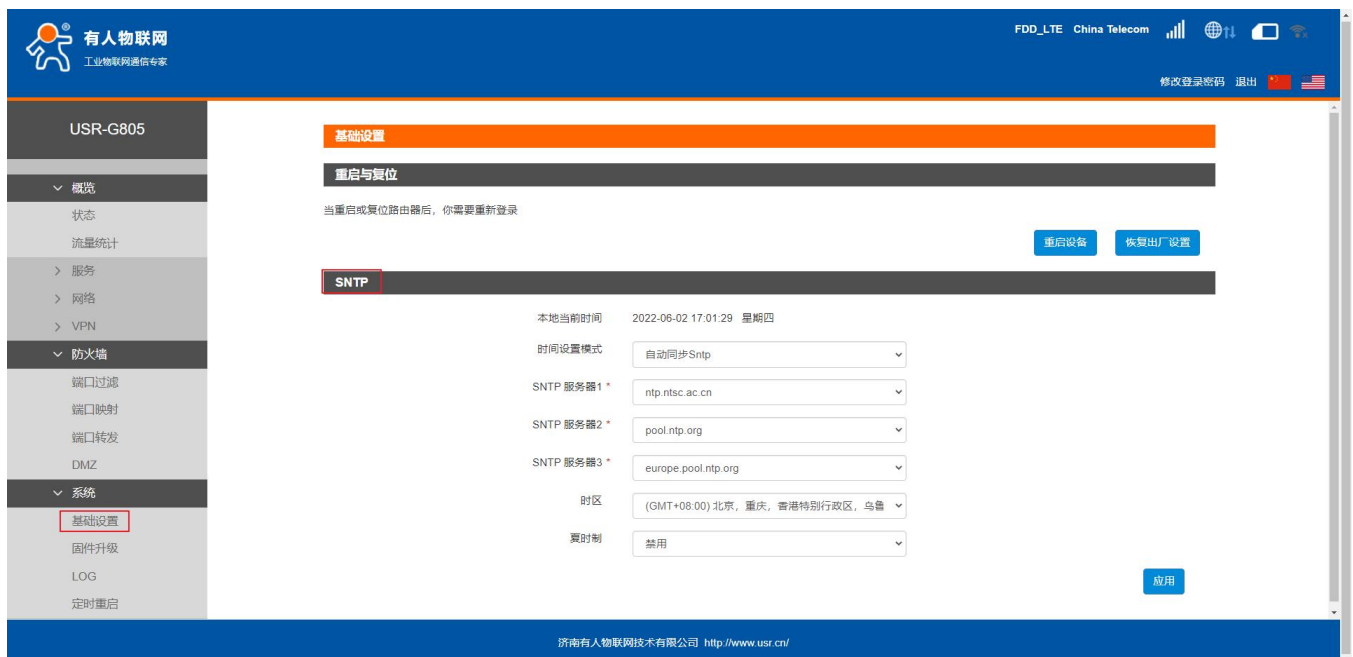 有人物联网
工业物联网通信专家
FDD_LTE China Telecom
修改登录密码 退出
USR-G805
概览
状态
流量统计
服务
网络
VPN
防火墙
端口过滤
端口映射
端口转发
DMZ
系统
基础设置
固件升级
LOG
定时重启
基础设置
重启与复位
当重启或复位路由器后，你需要重新登录
重启设备 恢复出厂设置
SNTP
本地当前时间 2022-06-02 17:01:29 星期四
时间设置模式 自动同步Sntp
SNTP 服务器1 * ntp.ntsc.ac.cn
SNTP 服务器2 * pool.ntp.org
SNTP 服务器3 * europe.pool.ntp.org
时区 (GMT+08:00) 北京，重庆，香港特别行政区，乌鲁
夏时制 禁用
应用
济南有人物联网技术有限公司 http://www.usr.cn/